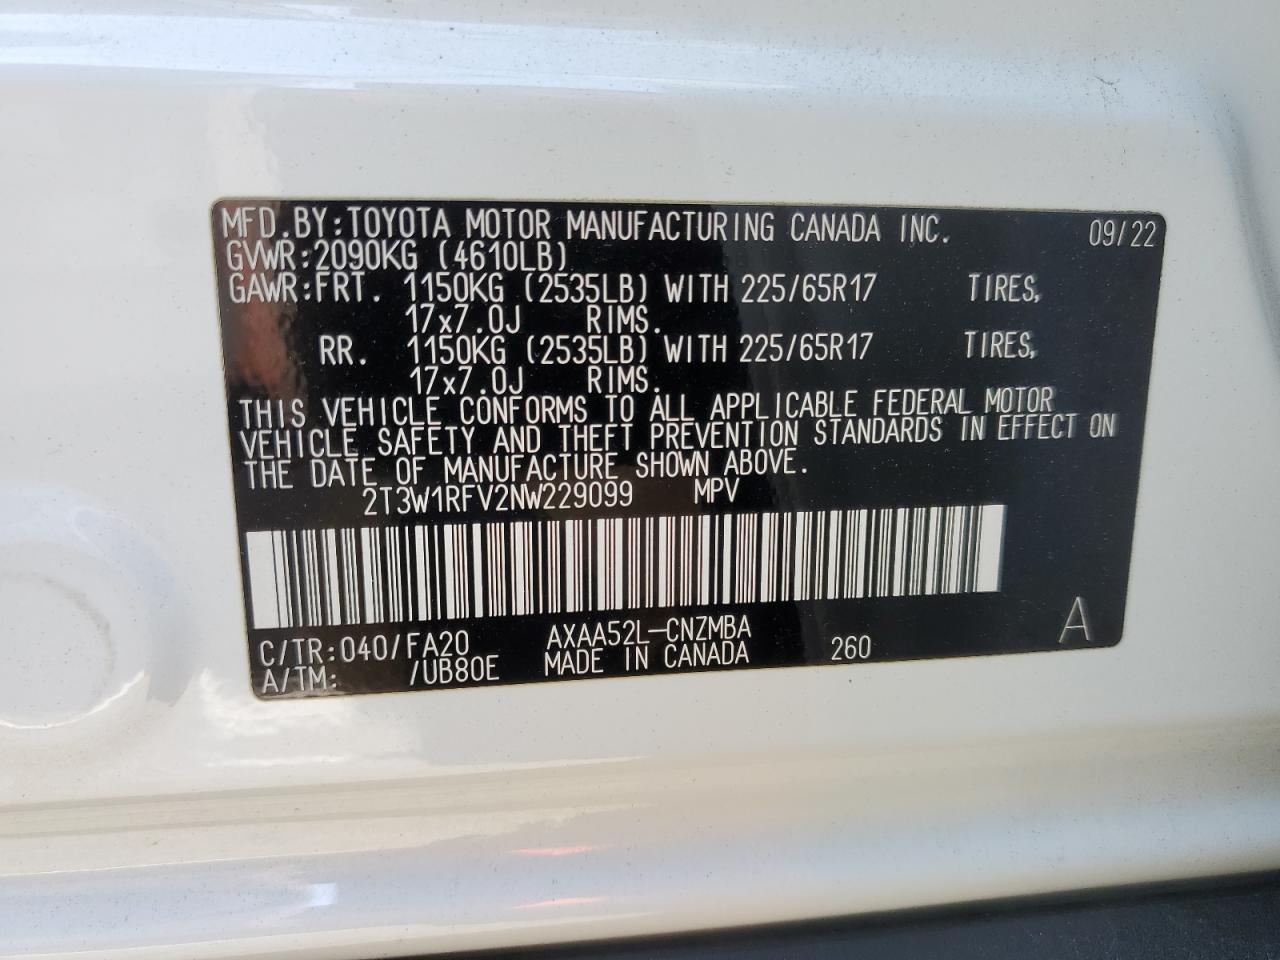 MFD.BY:TOYOTA MOTOR MANUFACTURING CANADA INC. 09/22
GVWR:2090KG (4610LB)
GAWR:FRT. 1150KG (2535LB) WITH 225/65R17 TIRES,
17x7.0J RIMS.
RR. 1150KG (2535LB) WITH 225/65R17 TIRES,
17x7.0J RIMS.
THIS VEHICLE CONFORMS TO ALL APPLICABLE FEDERAL MOTOR
VEHICLE SAFETY AND THEFT PREVENTION STANDARDS IN EFFECT ON
THE DATE OF MANUFACTURE SHOWN ABOVE.
2T3W1RFV2NW229099 MPV
C/TR:040/FA20 AXAA52L-CNZMBA
A/TM: /UB80E MADE IN CANADA 260 A